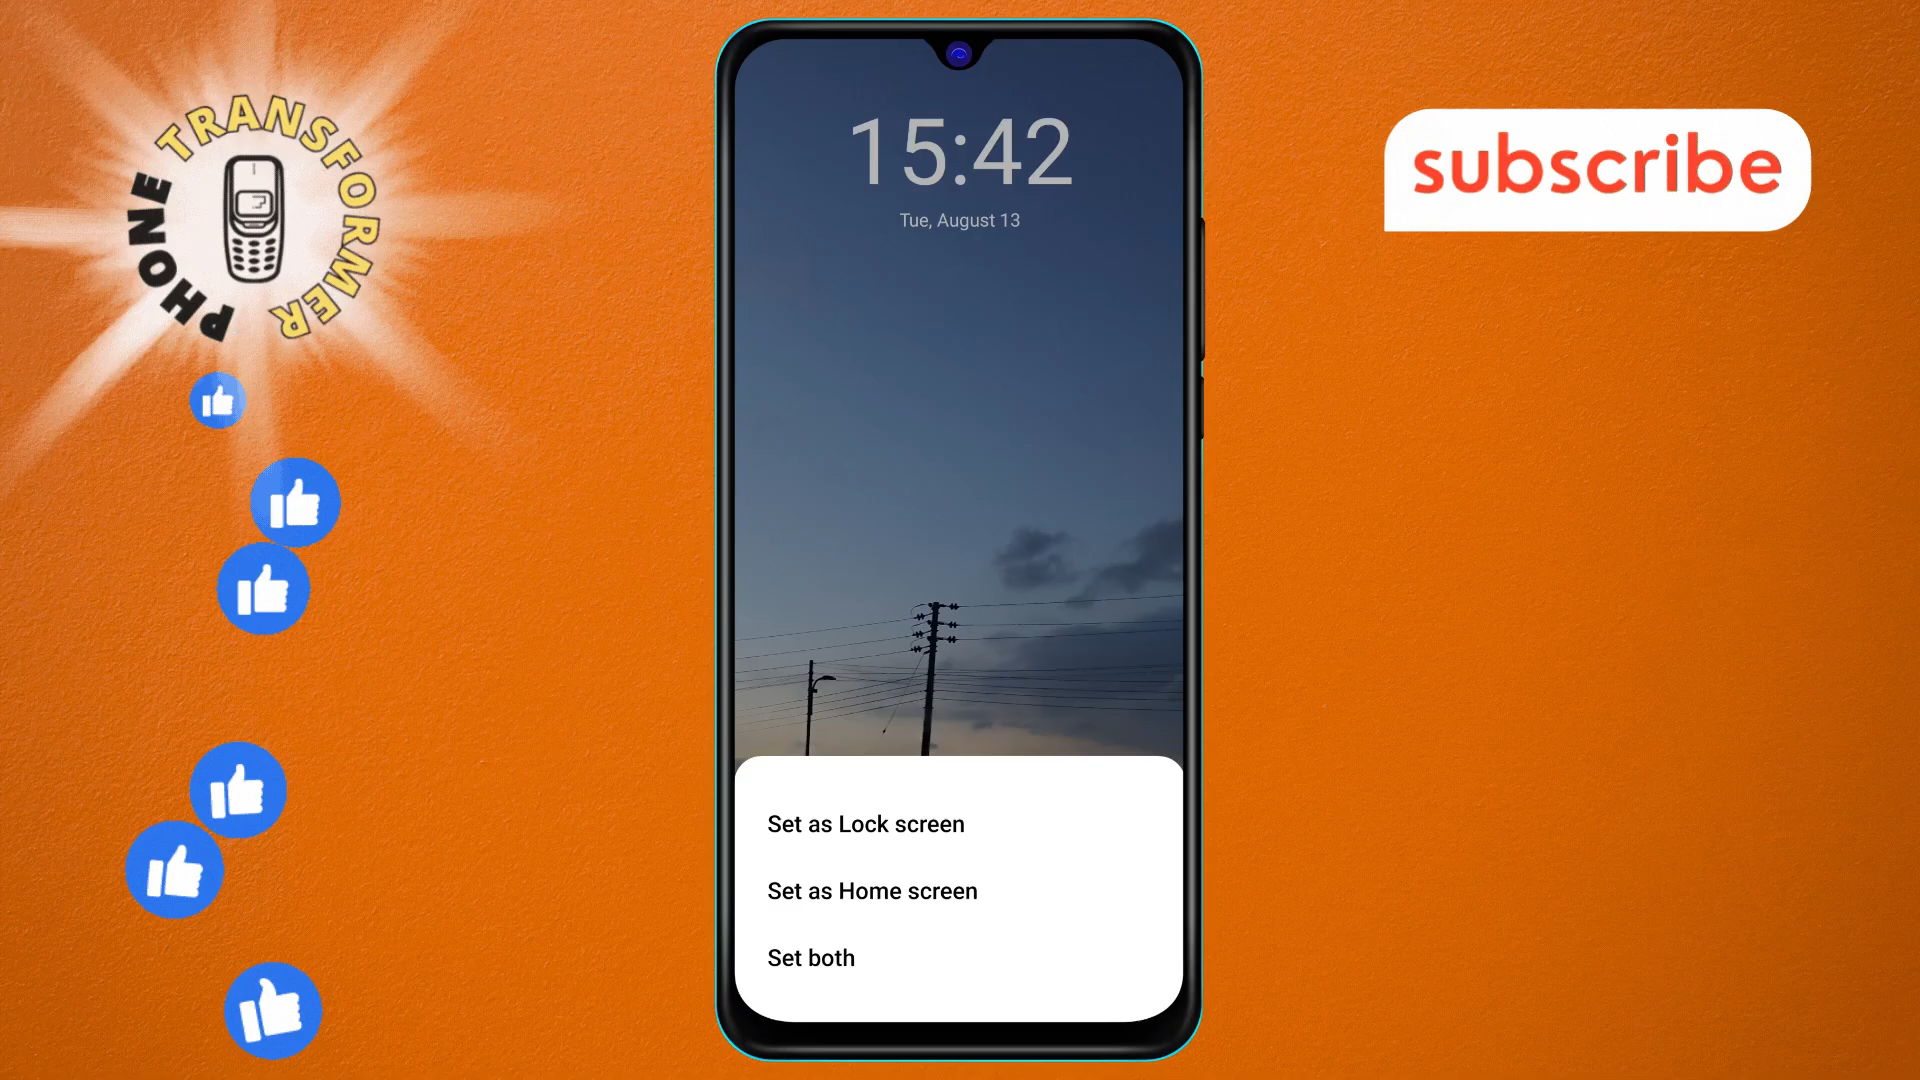 PHONE TRANSFORMER
subscribe
15:42
Tue, August 13
Set as Lock screen
Set as Home screen
Set both